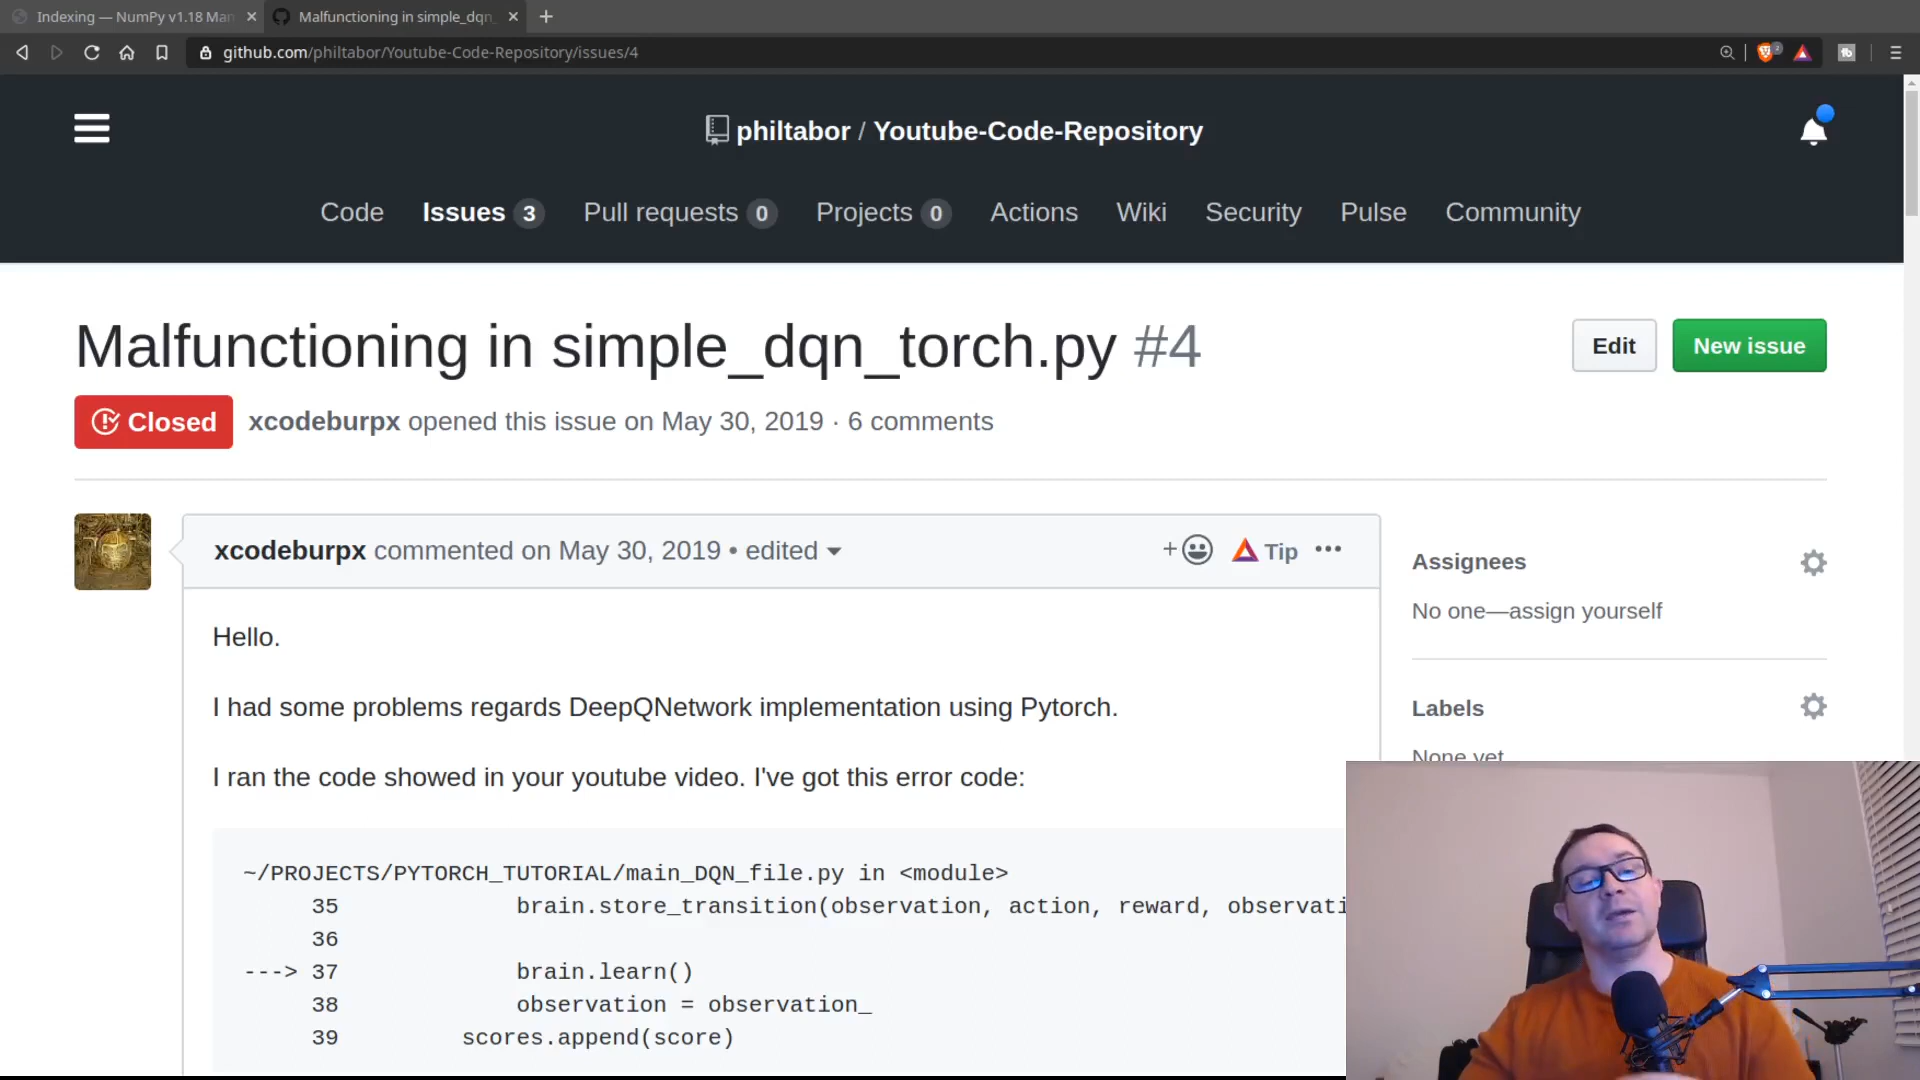 Indexing — NumPy v1.18 Man
Malfunctioning in simple_dqn_
github.com/philtabor/Youtube-Code-Repository/issues/4
philtabor / Youtube-Code-Repository
Code Issues 3 Pull requests 0 Projects 0 Actions Wiki Security Pulse Community
Malfunctioning in simple_dqn_torch.py #4
Edit
New issue
Closed xcodeburpx opened this issue on May 30, 2019 · 6 comments
xcodeburpx commented on May 30, 2019 • edited
Tip
Assignees
No one—assign yourself
Labels
None yet
Hello.
I had some problems regards DeepQNetwork implementation using Pytorch.
I ran the code showed in your youtube video. I've got this error code:
~/PROJECTS/PYTORCH_TUTORIAL/main_DQN_file.py in <module>
35 brain.store_transition(observation, action, reward, observati
36
---> 37 brain.learn()
38 observation = observation_
39 scores.append(score)